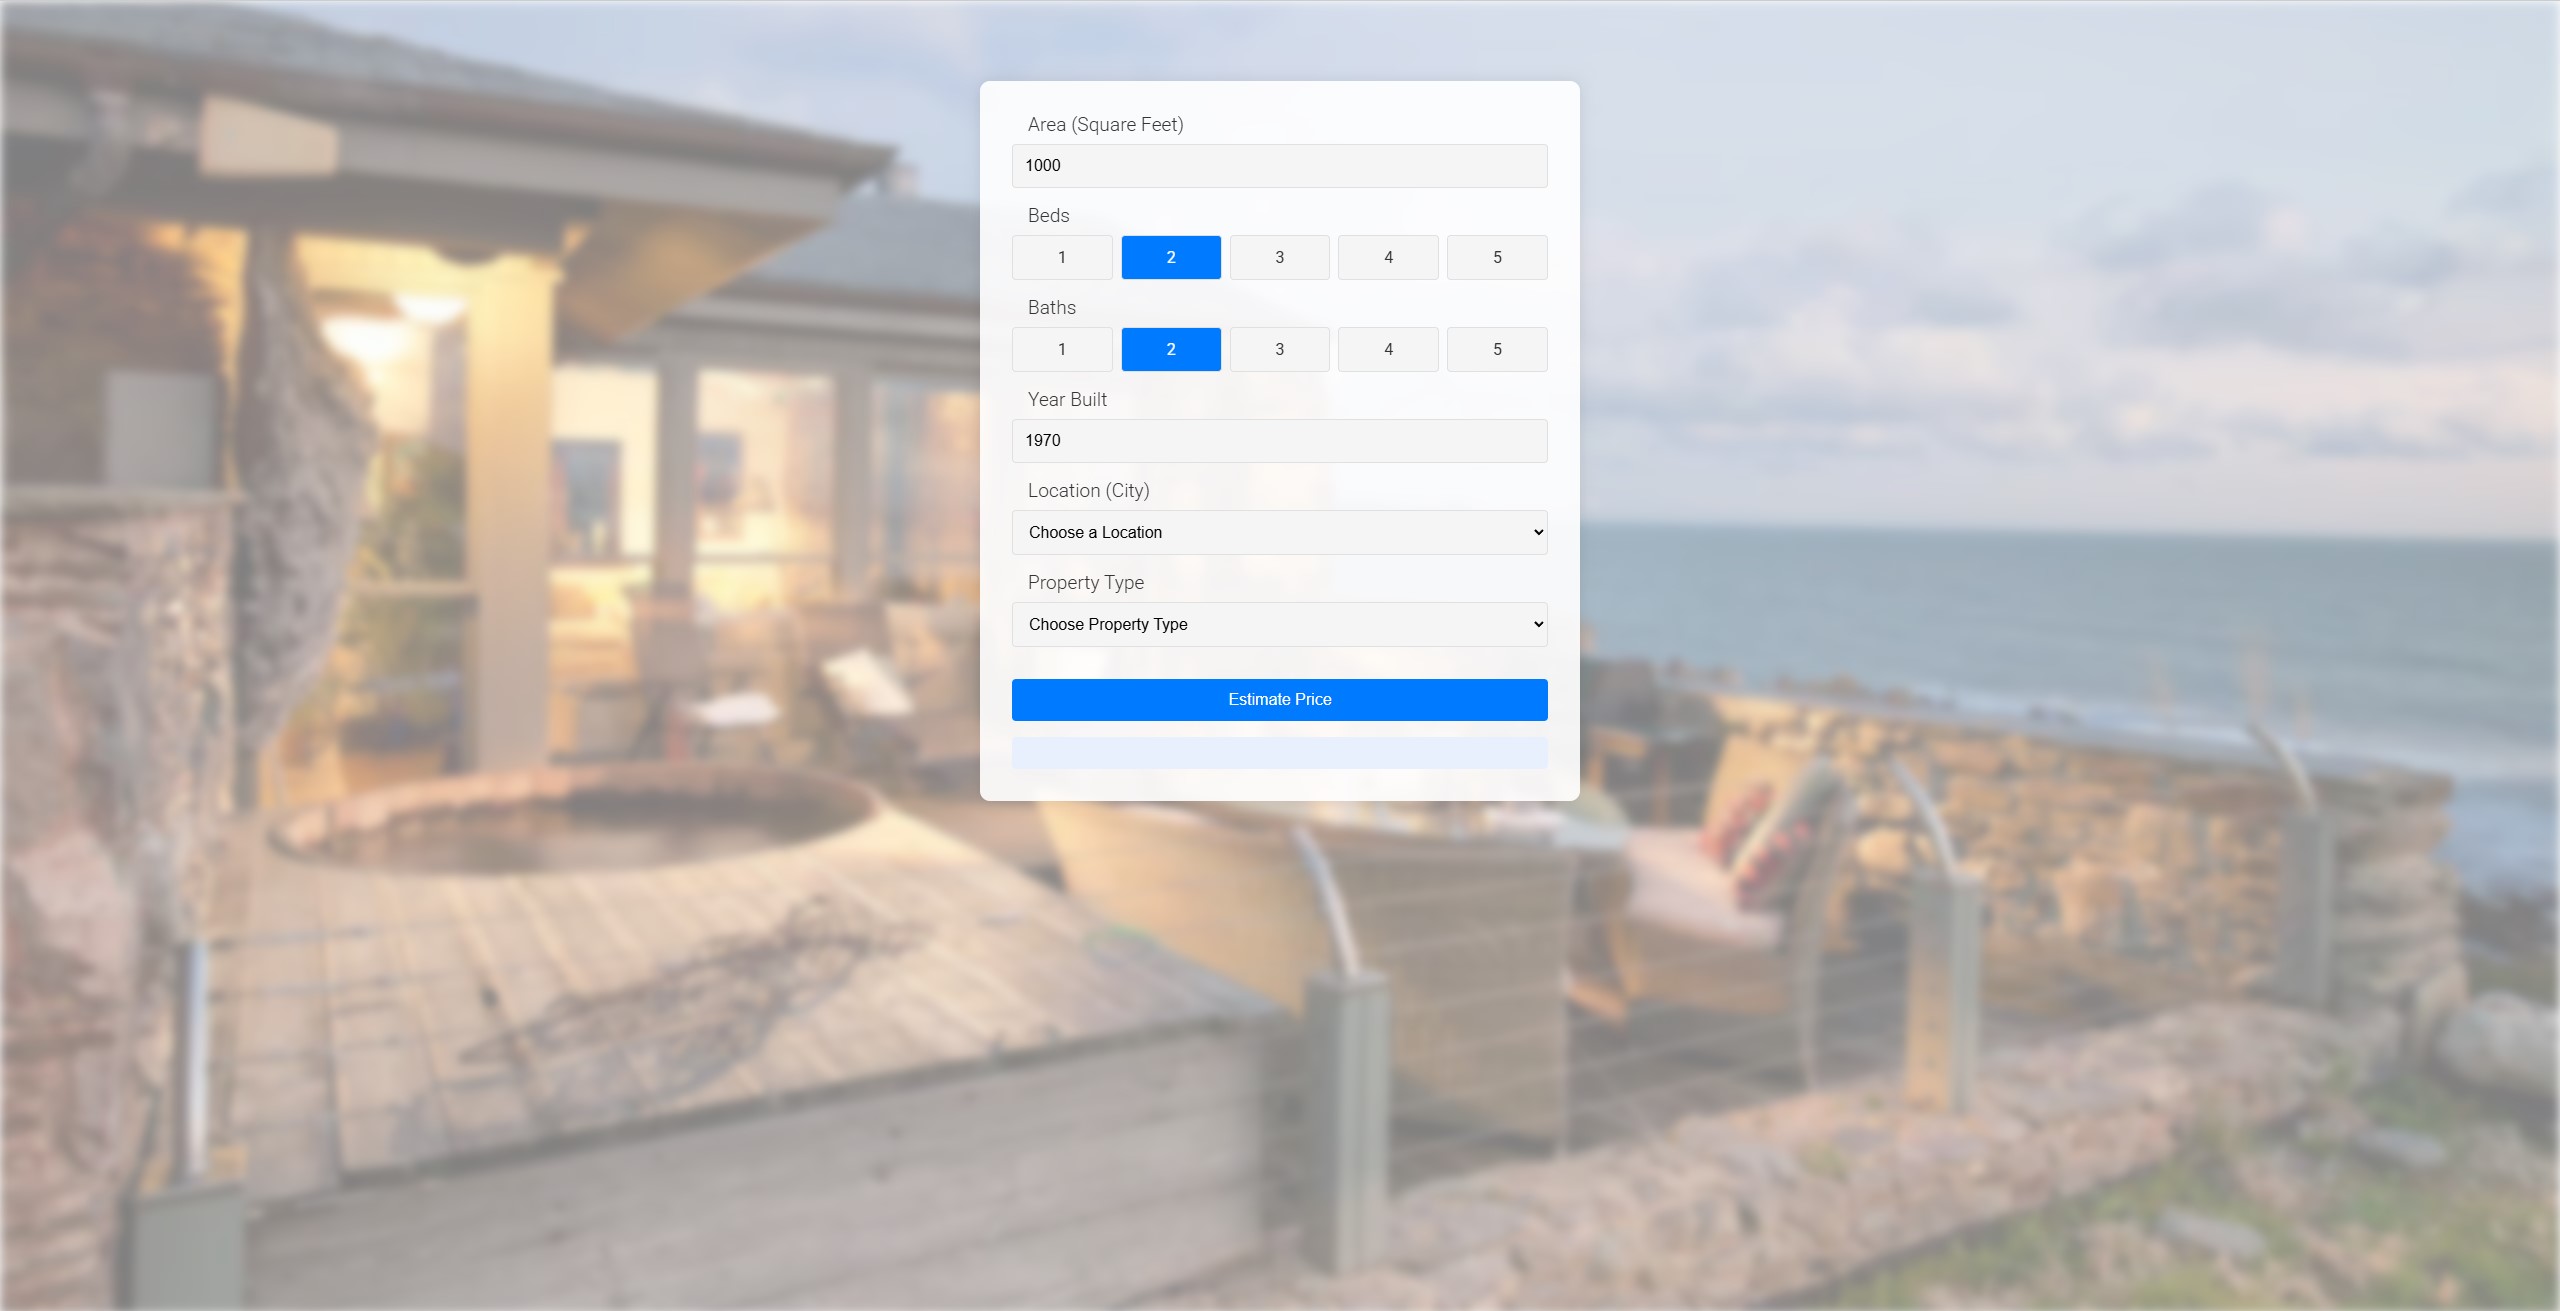 Area (Square Feet)
1000
Beds
1 2 3 4 5
Baths
1 2 3 4 5
Year Built
1970
Location (City)
Choose a Location
Property Type
Choose Property Type
Estimate Price